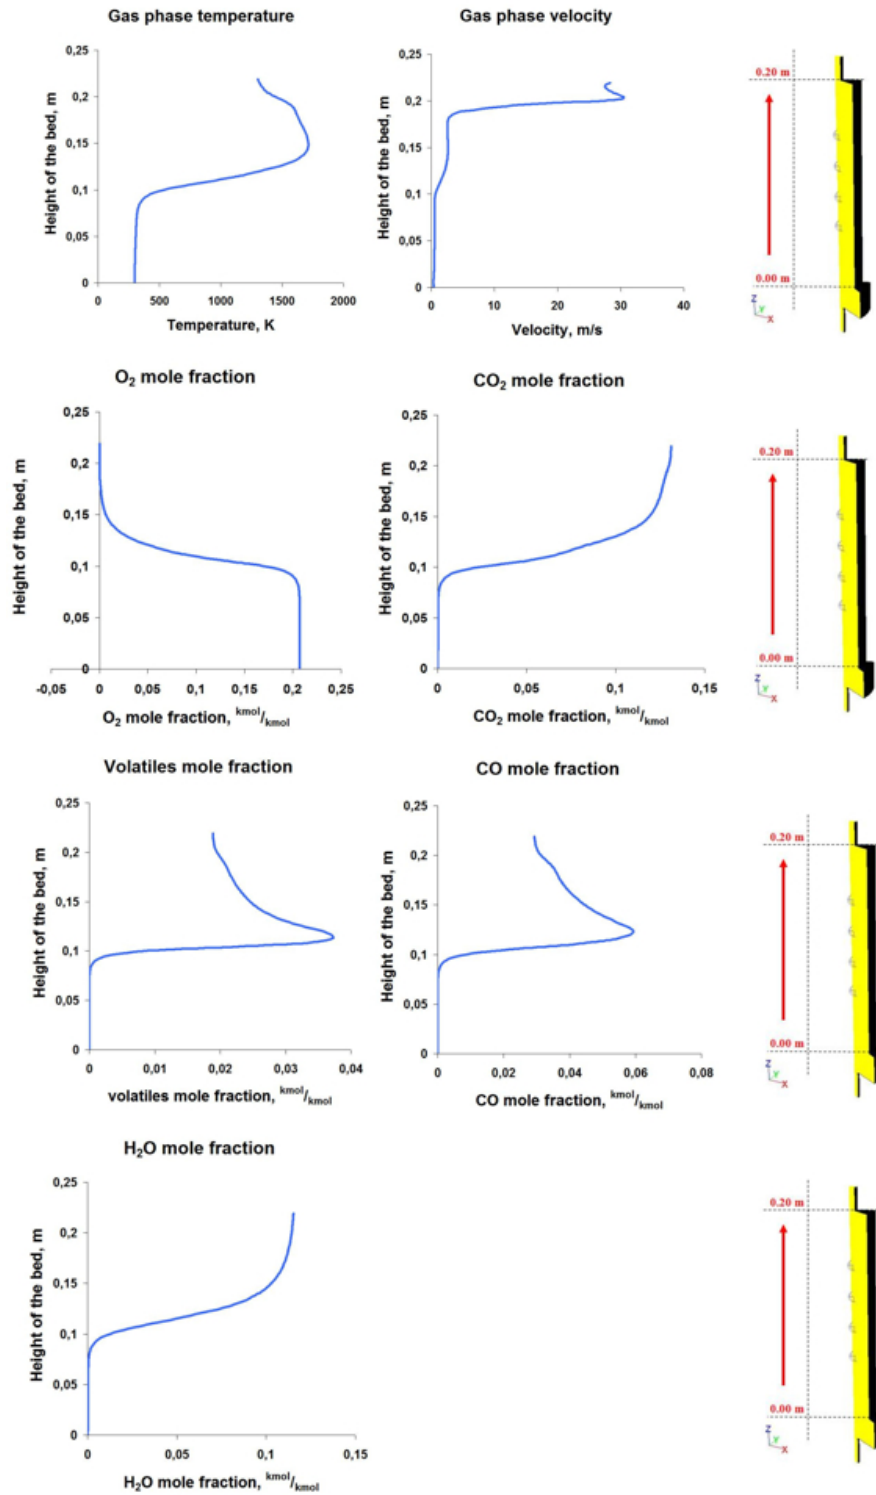 Gas phase temperature
Gas phase velocity
Height of the bed, m
0,25
0,2
0,15
0,1
0,05
0
0
500
1000
1500
2000
Temperature, K
Height of the bed, m
0,25
0,2
0,15
0,1
0,05
0
0
10
20
30
40
Velocity, m/s
0.20 m
0.00 m
Z
Y
X
O₂ mole fraction
CO₂ mole fraction
Height of the bed, m
0,25
0,2
0,15
0,1
0,05
0
-0,05
0
0,05
0,1
0,15
0,2
0,25
O₂ mole fraction, kmol/kmol
Height of the bed, m
0,25
0,2
0,15
0,1
0,05
0
0
0,05
0,1
0,15
CO₂ mole fraction, kmol/kmol
0.20 m
0.00 m
Z
Y
X
Volatiles mole fraction
CO mole fraction
Height of the bed, m
0,25
0,2
0,15
0,1
0,05
0
0
0,01
0,02
0,03
0,04
volatiles mole fraction, kmol/kmol
Height of the bed, m
0,25
0,2
0,15
0,1
0,05
0
0
0,02
0,04
0,06
0,08
CO mole fraction, kmol/kmol
0.20 m
0.00 m
Z
Y
X
H₂O mole fraction
Height of the bed, m
0,25
0,2
0,15
0,1
0,05
0
0
0,05
0,1
0,15
H₂O mole fraction, kmol/kmol
0.20 m
0.00 m
Z
Y
X